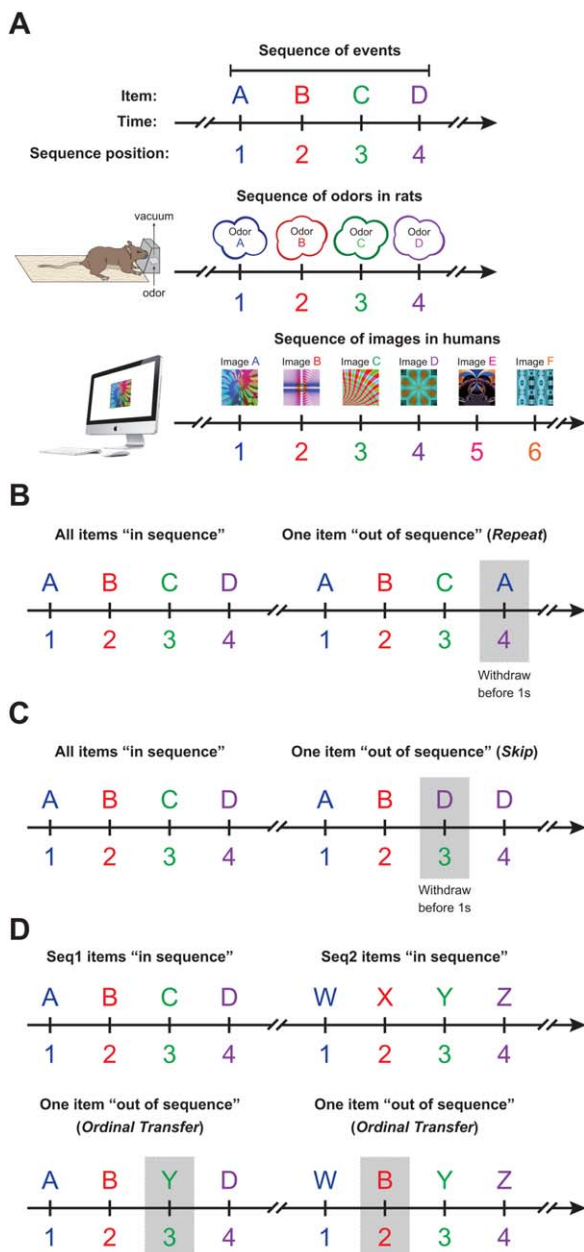 A
Sequence of events
Item: A B C D
Time:
Sequence position: 1 2 3 4
Sequence of odors in rats
vacuum
odor
Odor A Odor B Odor C Odor D
1 2 3 4
Sequence of images in humans
Image A Image B Image C Image D Image E Image F
1 2 3 4 5 6
B
All items “in sequence” One item “out of sequence” (Repeat)
A B C D A B C A
1 2 3 4 1 2 3 4
Withdraw
before 1s
C
All items “in sequence” One item “out of sequence” (Skip)
A B C D A B D D
1 2 3 4 1 2 3 4
Withdraw
before 1s
D
Seq1 items “in sequence” Seq2 items “in sequence”
A B C D W X Y Z
1 2 3 4 1 2 3 4
One item “out of sequence” One item “out of sequence”
(Ordinal Transfer) (Ordinal Transfer)
A B Y D W B Y Z
1 2 3 4 1 2 3 4